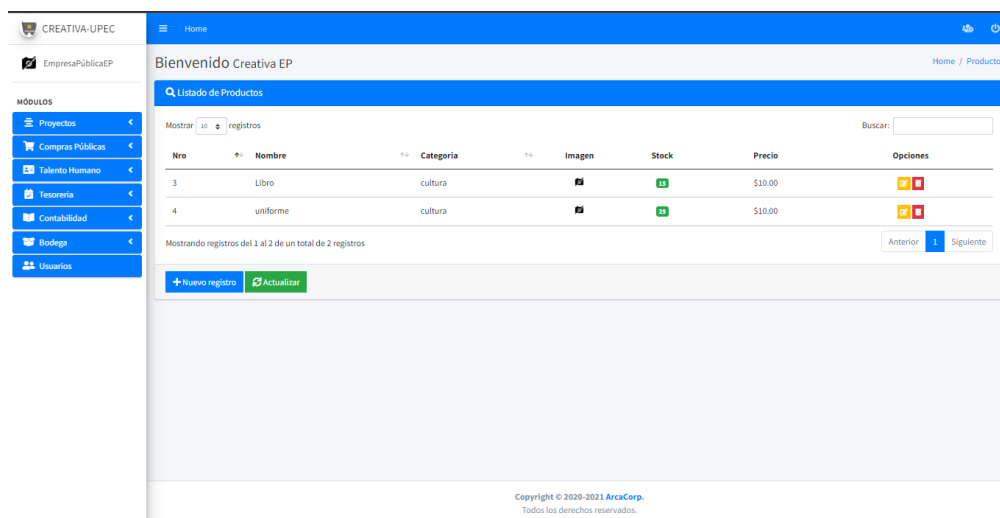 CREATIVA-UPEC
Home
EmpresaPúblicaEP
Bienvenido Creativa EP
Home / Producto
MÓDULOS
Proyectos
Compras Públicas
Talento Humano
Tesoreria
Contabilidad
Bodega
Usuarios
Listado de Productos
Mostrar 10 registros
Buscar:
Nro Nombre Categoria Imagen Stock Precio Opciones
3 Libro cultura 15 $10.00
4 uniforme cultura 25 $10.00
Mostrando registros del 1 al 2 de un total de 2 registros
Anterior 1 Siguiente
Nuevo registro Actualizar
Copyright © 2020-2021 ArcaCorp.
Todos los derechos reservados.